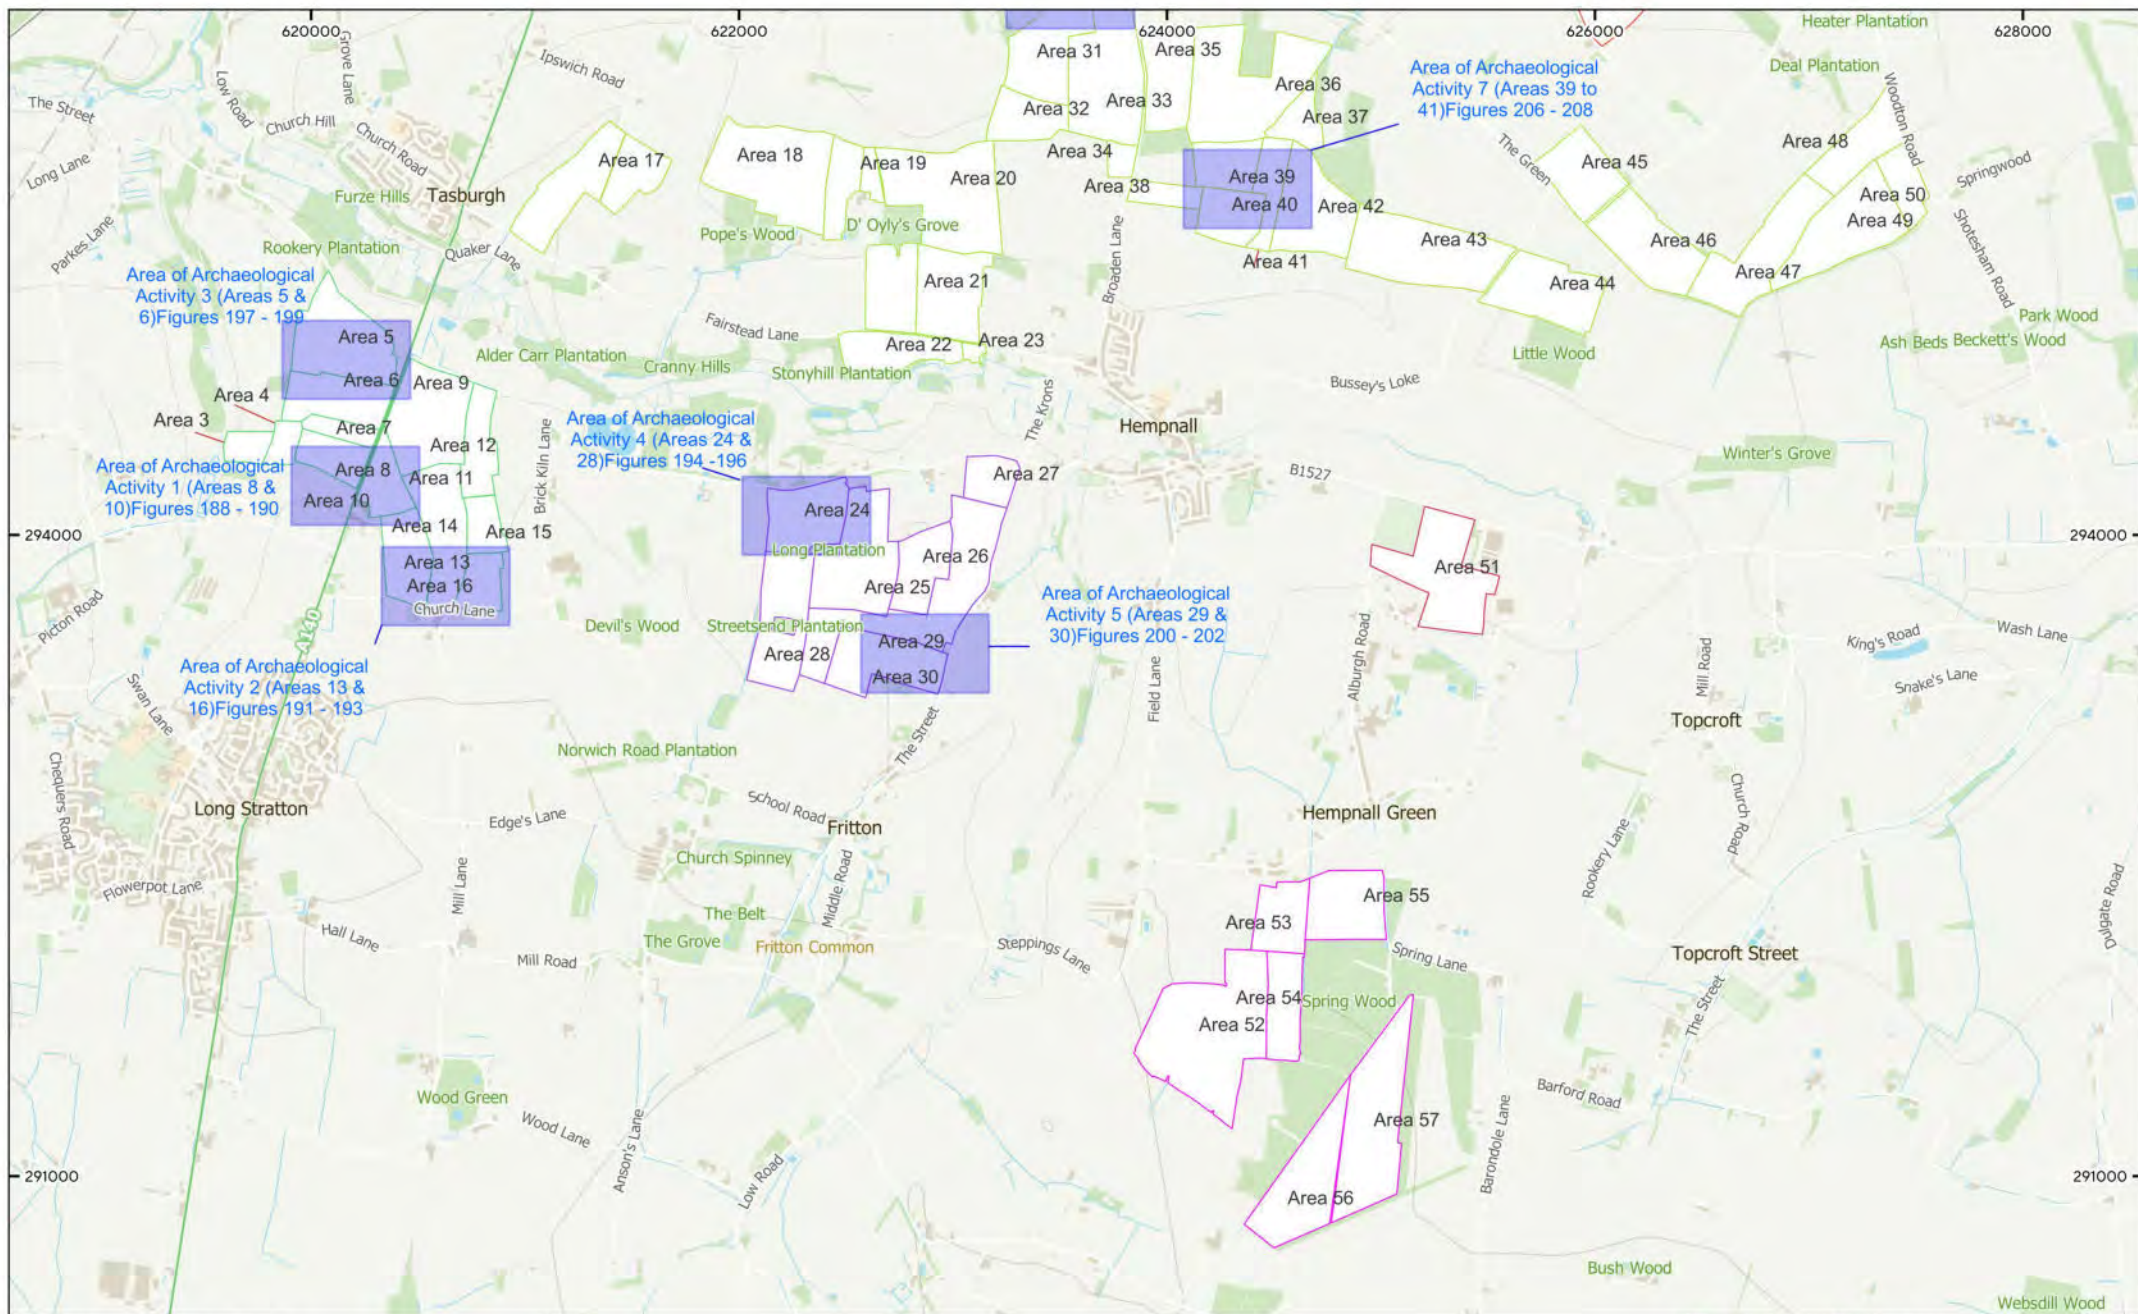 620000
622000
624000
626000
628000
Heater Plantation
Deal Plantation
Grove Lane
Low Road
The Street
Church Hill
Church Road
Long Lane
Ipswich Road
Area 31
Area 35
Area 36
Area 32
Area 33
Area 37
Area of Archaeological
Activity 7 (Areas 39 to
41)Figures 206 - 208
Woodton Road
Area 48
Area 17
Area 18
Area 19
Area 34
Area 20
Area 38
Area 39
Area 40
Area 42
The Green
Area 45
Springwood
Area 50
Area 49
Furze Hills
Tasburgh
Parkes Lane
Rookery Plantation
Quaker Lane
Pope's Wood
D' Oyly's Grove
Broaden Lane
Area 43
Area 46
Shotesham Road
Area 41
Area 47
Area 44
Area of Archaeological
Activity 3 (Areas 5 &
6)Figures 197 - 199
Area 21
Area 5
Fairstead Lane
Area 22
Area 23
Park Wood
Ash Beds
Beckett's Wood
Little Wood
Alder Carr Plantation
Cranny Hills
Stonyhill Plantation
Area 6
Area 9
Bussey's Loke
Area 4
Area 3
Area 7
The Krons
Hempnall
Area of Archaeological
Activity 4 (Areas 24 &
28)Figures 194 -196
Area 12
Brick Kiln Lane
Winter's Grove
Area of Archaeological
Activity 1 (Areas 8 &
10)Figures 188 - 190
Area 8
Area 11
Area 10
Area 27
B1527
Area 24
Area 14
Area 15
294000
294000
Long Plantation
Area 26
Area 13
Area 16
Church Lane
Area 25
Area 51
Area of Archaeological
Activity 5 (Areas 29 &
30)Figures 200 - 202
Picton Road
A140
Devil's Wood
Streetsend Plantation
Area 29
Area 28
Area 30
King's Road
Wash Lane
Snake's Lane
Mill Road
Alburgh Road
Field Lane
Area of Archaeological
Activity 2 (Areas 13 &
16)Figures 191 - 193
Swan Lane
Topcroft
The Street
Norwich Road Plantation
Chequers Road
Long Stratton
Edge's Lane
School Road
Fritton
Hempnall Green
Church Road
Church Spinney
Rookery Lane
Flowerpot Lane
Mill Lane
Middle Road
Area 55
The Belt
Area 53
Dulgate Road
Hall Lane
The Grove
Fritton Common
Steppings Lane
Spring Lane
Topcroft Street
Mill Road
Area 54
Spring Wood
Area 52
The Street
Wood Green
Barford Road
Wood Lane
Area 57
Anson's Lane
Barondole Lane
Low Road
291000
291000
Area 56
Bush Wood
Websdill Wood